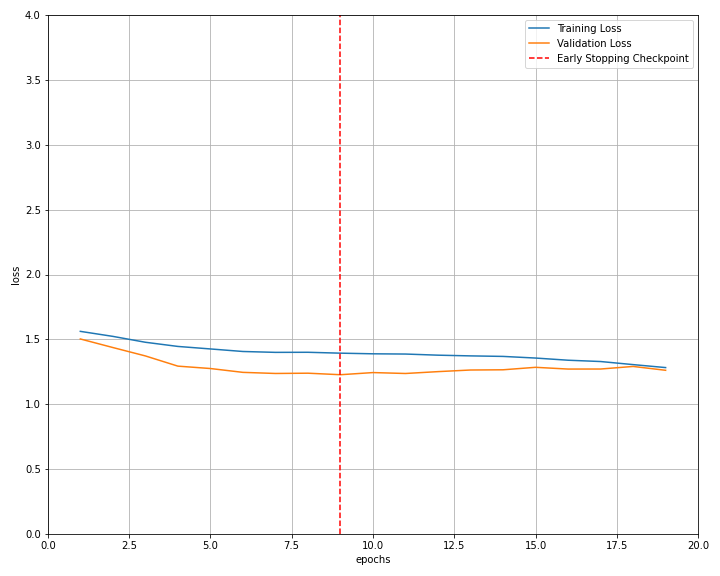 4.0
3.5
3.0
2.5
2.0
1.5
1.0
0.5
0.0
loss
Training Loss
Validation Loss
Early Stopping Checkpoint
0.0 2.5 5.0 7.5 10.0 12.5 15.0 17.5 20.0
epochs